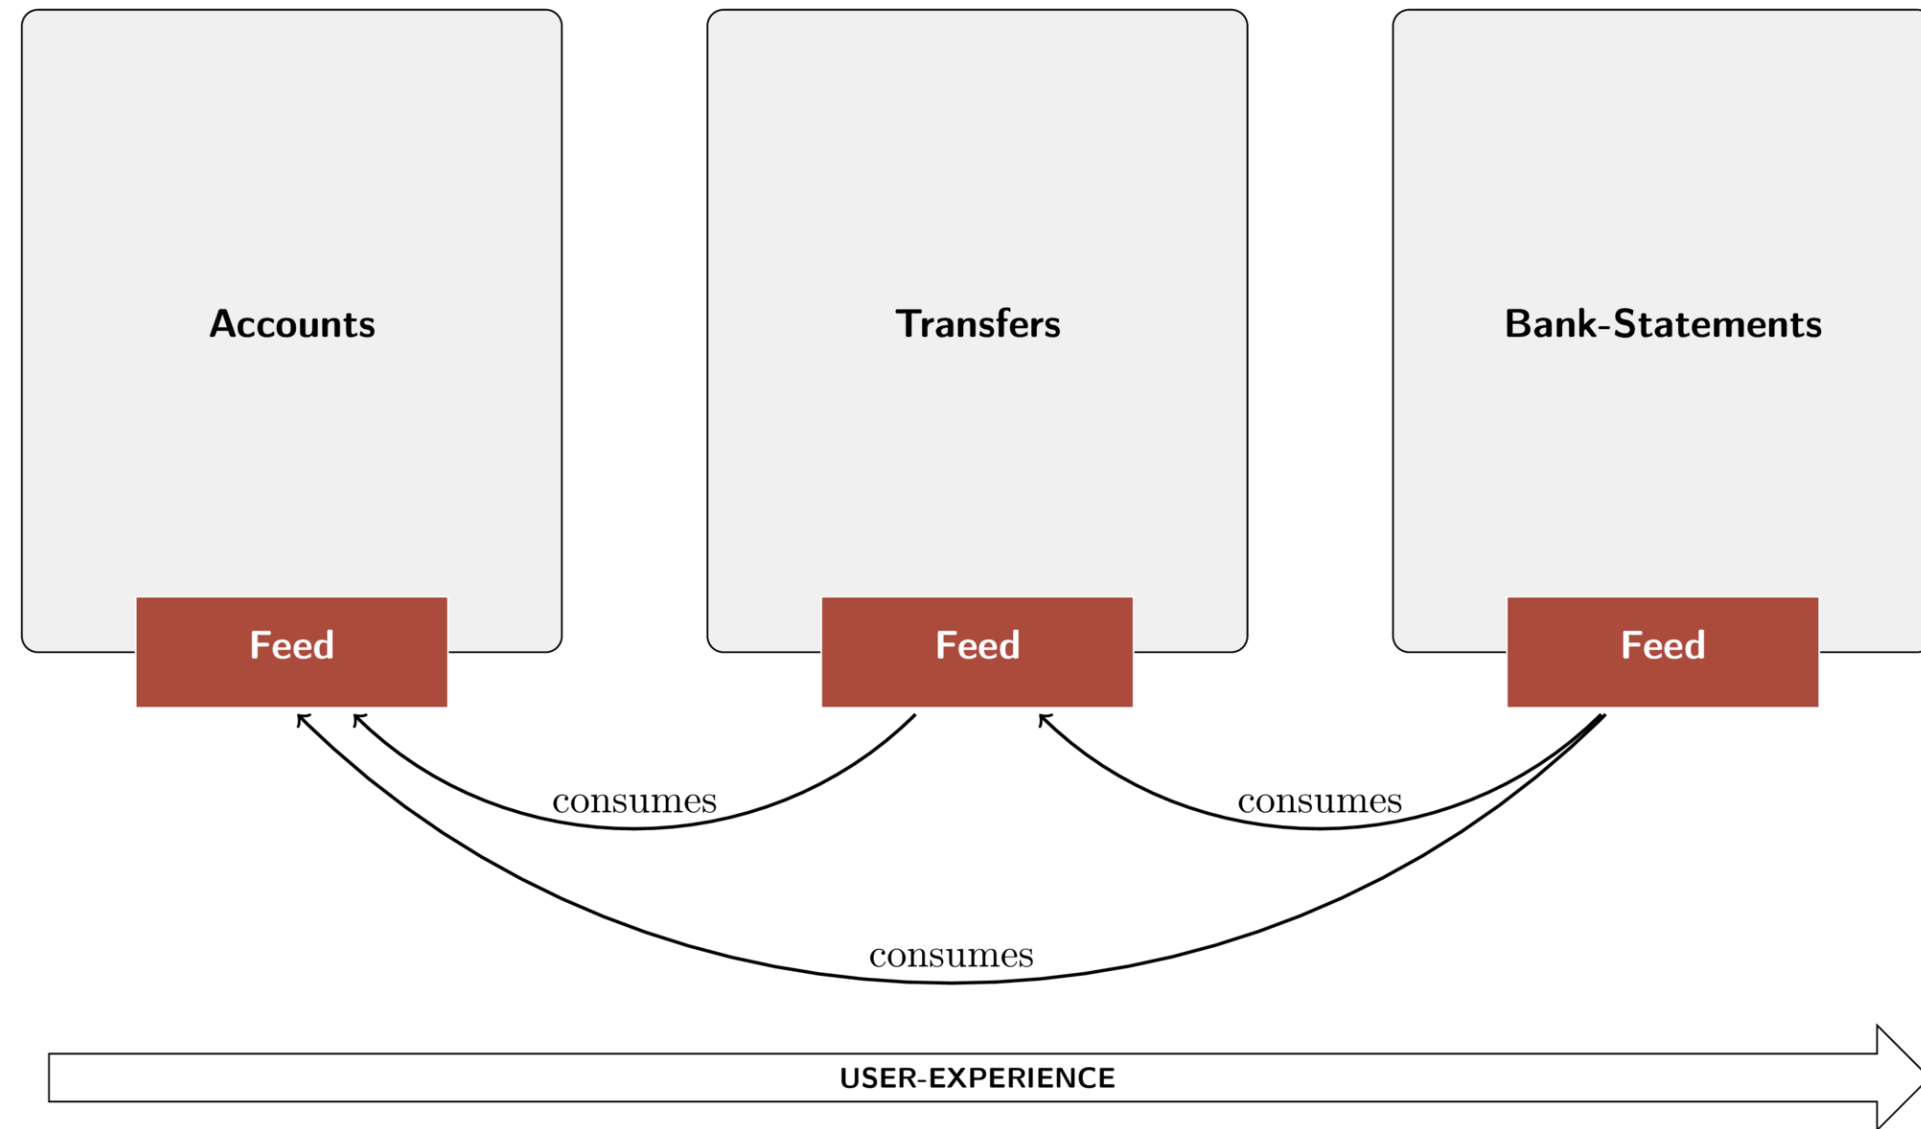 Accounts
Transfers
Bank-Statements
Feed
Feed
Feed
consumes
consumes
consumes
USER-EXPERIENCE